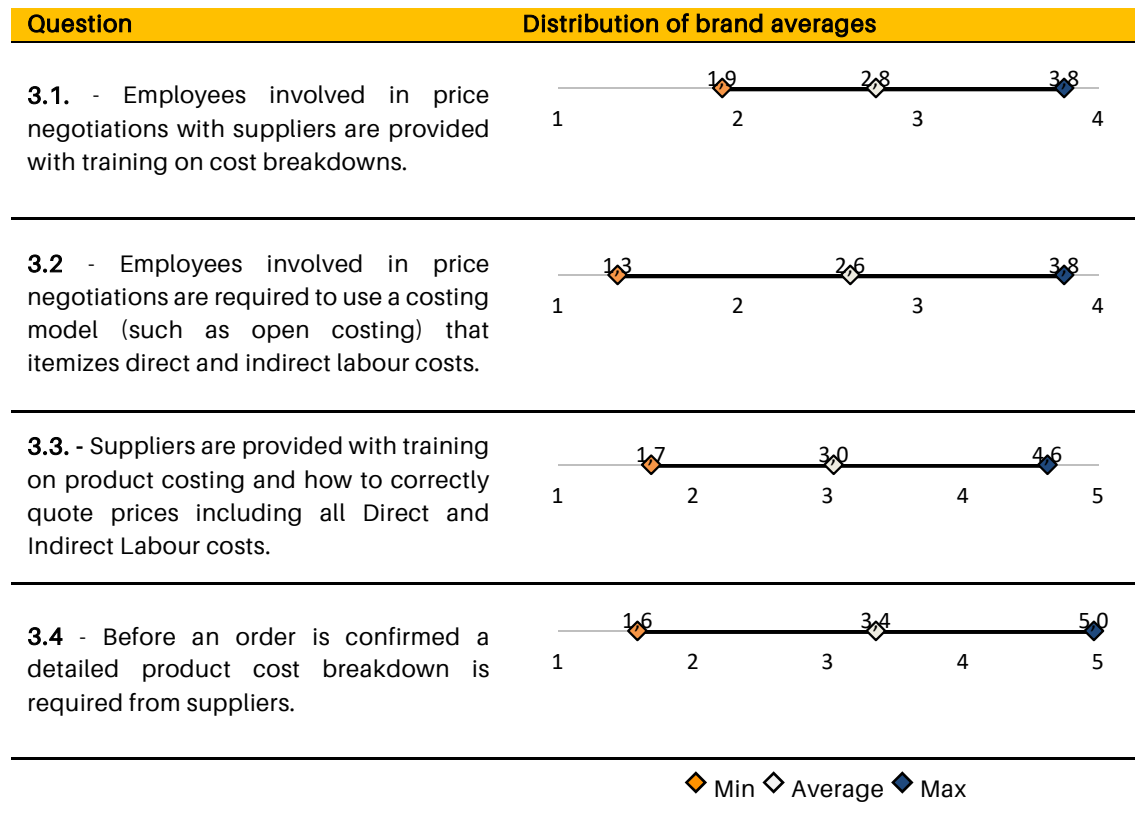 Question Distribution of brand averages
3.1. - Employees involved in price
negotiations with suppliers are provided
with training on cost breakdowns.
1,9 2,8 3,8
1 2 3 4
3.2 - Employees involved in price
negotiations are required to use a costing
model (such as open costing) that
itemizes direct and indirect labour costs.
1,3 2,6 3,8
1 2 3 4
3.3. - Suppliers are provided with training
on product costing and how to correctly
quote prices including all Direct and
Indirect Labour costs.
1,7 3,0 4,6
1 2 3 4 5
3.4 - Before an order is confirmed a
detailed product cost breakdown is
required from suppliers.
1,6 3,4 5,0
1 2 3 4 5
Min Average Max